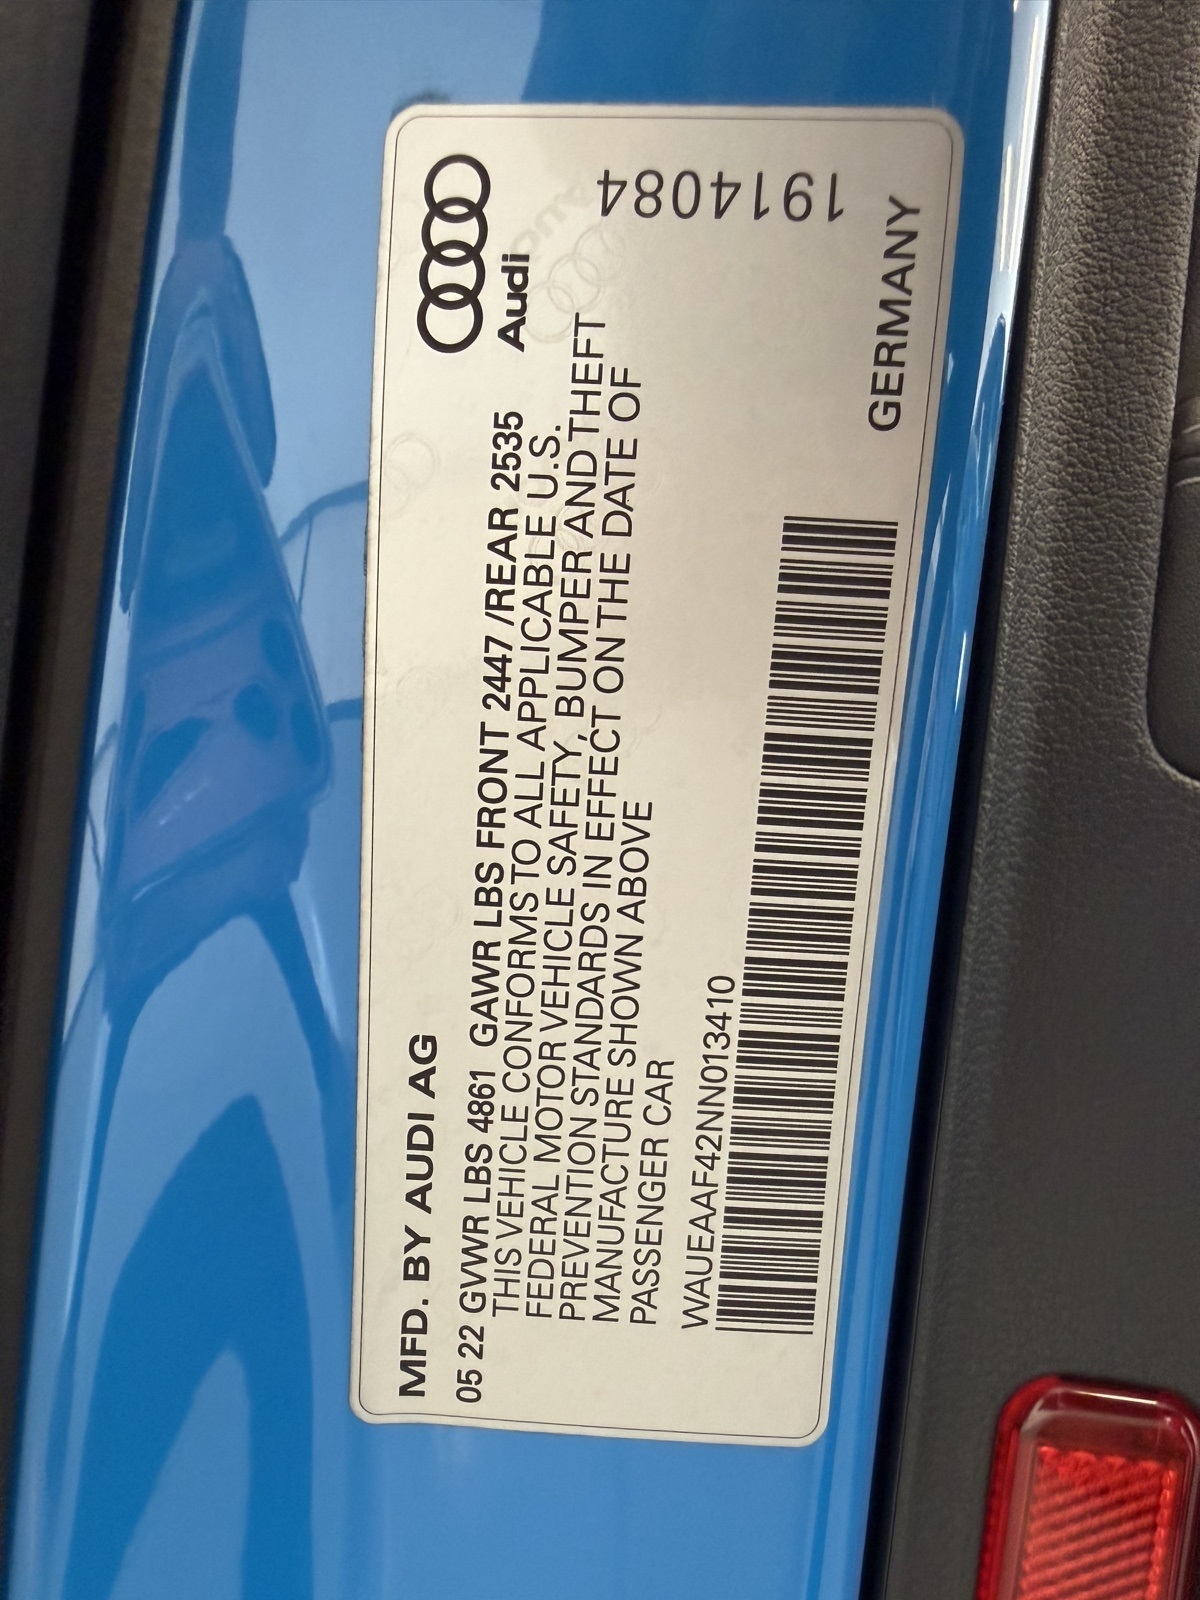 MFD. BY AUDI AG
Audi
05 22 GVWR LBS 4861 GAWR LBS FRONT 2447 /REAR 2535
THIS VEHICLE CONFORMS TO ALL APPLICABLE U.S.
FEDERAL MOTOR VEHICLE SAFETY, BUMPER AND THEFT
PREVENTION STANDARDS IN EFFECT ON THE DATE OF
MANUFACTURE SHOWN ABOVE
PASSENGER CAR
1914084
WAUEAAF42NN013410
GERMANY